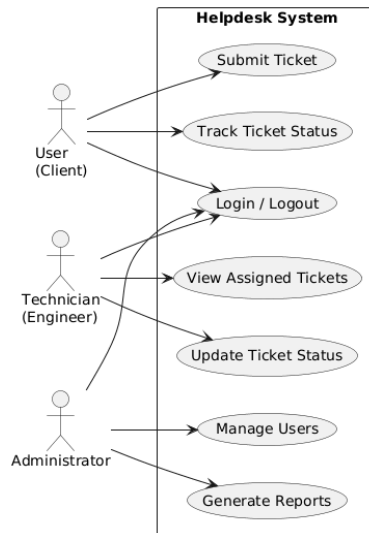 Helpdesk System
Submit Ticket
Track Ticket Status
User
(Client)
Login / Logout
View Assigned Tickets
Technician
(Engineer)
Update Ticket Status
Manage Users
Administrator
Generate Reports